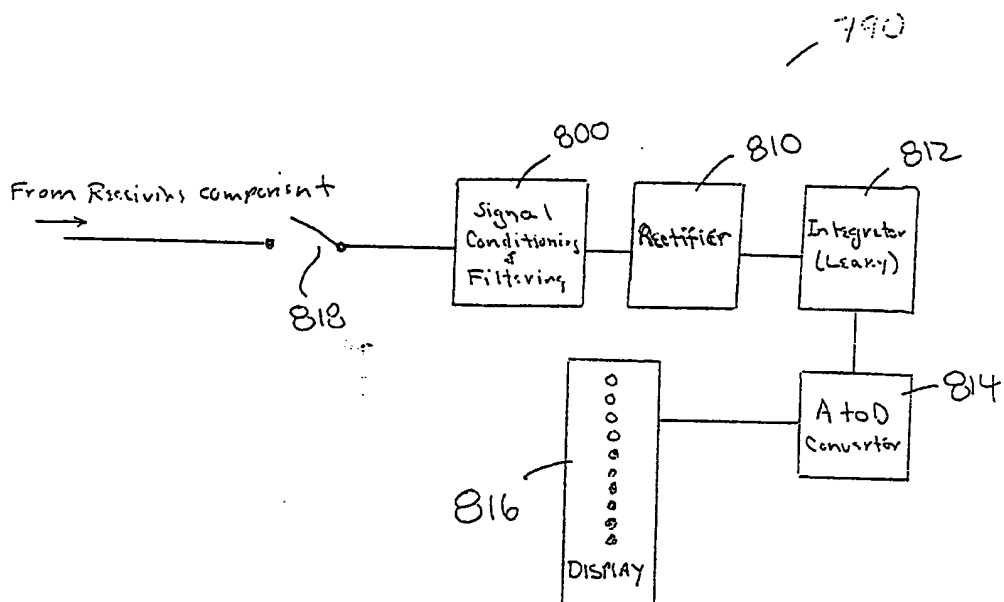 790
800
810
812
From Receiving component
Signal
Conditioning
&
Filtering
Rectifier
Integrator
(Leaky)
818
814
A to D
Converter
816
DISPLAY